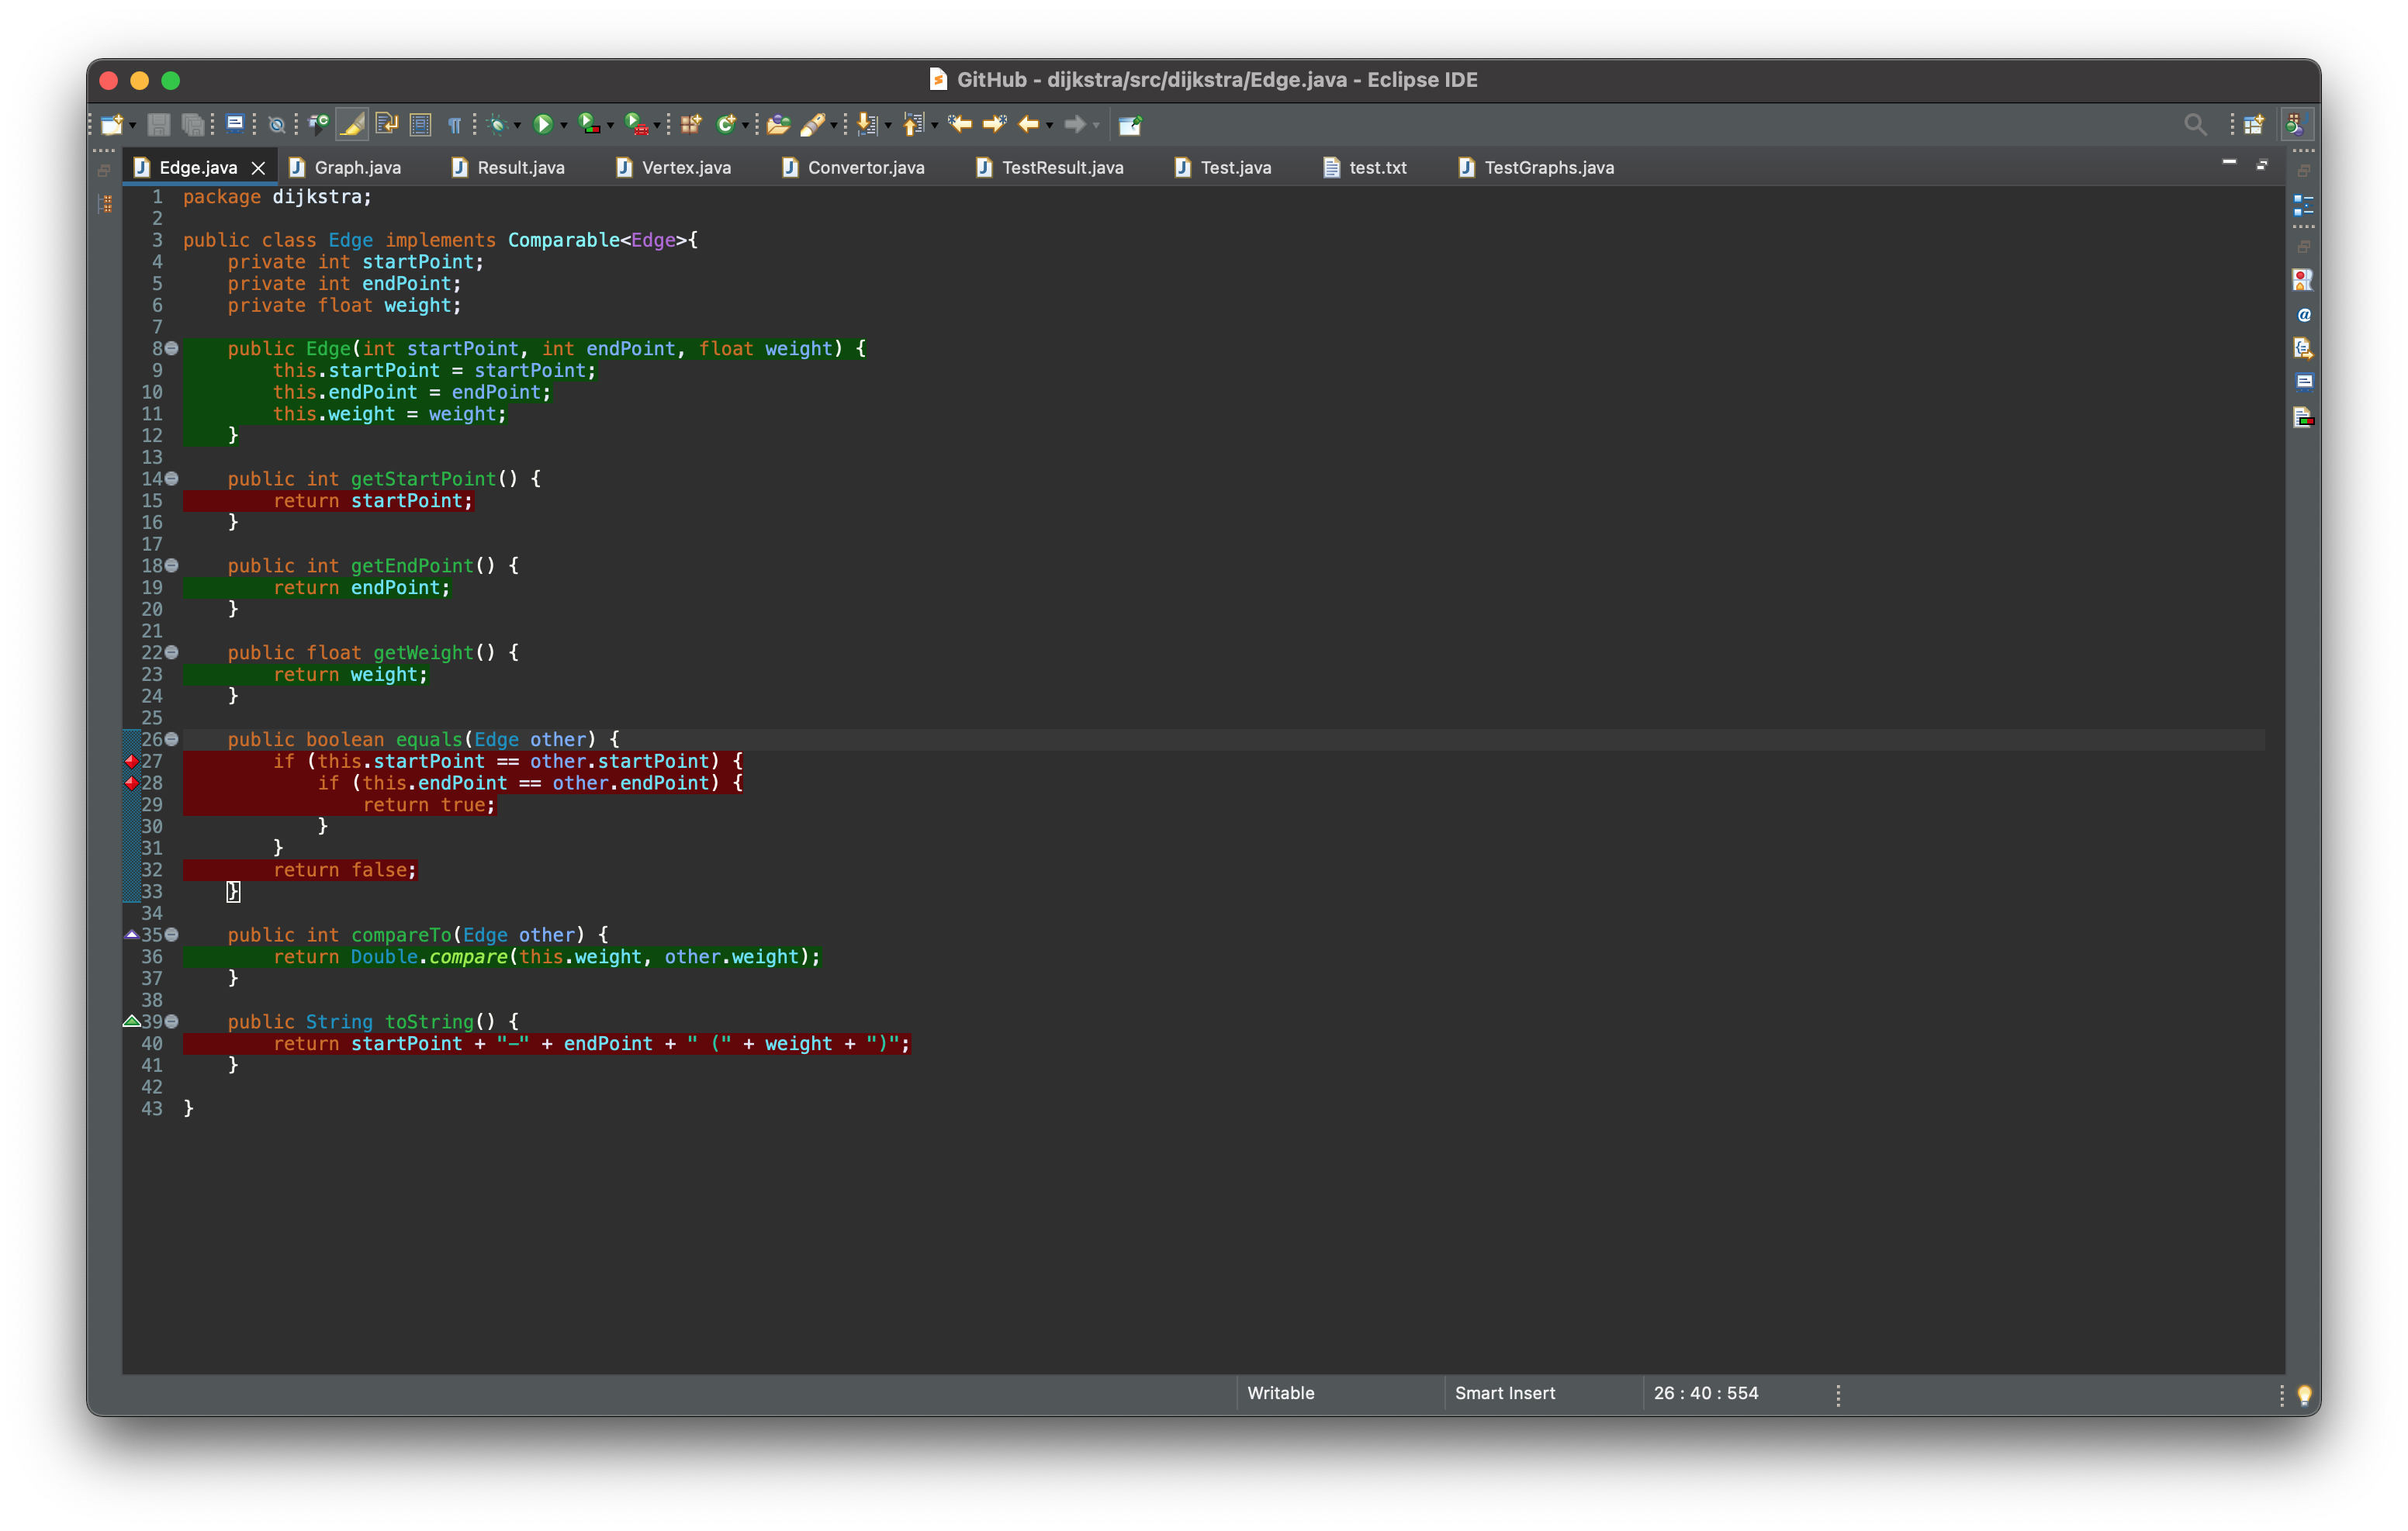 GitHub - dijkstra/src/dijkstra/Edge.java - Eclipse IDE
Edge.java Graph.java Result.java Vertex.java Convertor.java TestResult.java Test.java test.txt TestGraphs.java
1 package dijkstra;
2
3 public class Edge implements Comparable<Edge>{
4     private int startPoint;
5     private int endPoint;
6     private float weight;
7
8     public Edge(int startPoint, int endPoint, float weight) {
9         this.startPoint = startPoint;
10         this.endPoint = endPoint;
11         this.weight = weight;
12     }
13
14     public int getStartPoint() {
15         return startPoint;
16     }
17
18     public int getEndPoint() {
19         return endPoint;
20     }
21
22     public float getWeight() {
23         return weight;
24     }
25
26     public boolean equals(Edge other) {
27         if (this.startPoint == other.startPoint) {
28             if (this.endPoint == other.endPoint) {
29                 return true;
30             }
31         }
32         return false;
33     }
34
35     public int compareTo(Edge other) {
36         return Double.compare(this.weight, other.weight);
37     }
38
39     public String toString() {
40         return startPoint + "-" + endPoint + " (" + weight + ")";
41     }
42
43 }
Writable Smart Insert 26 : 40 : 554